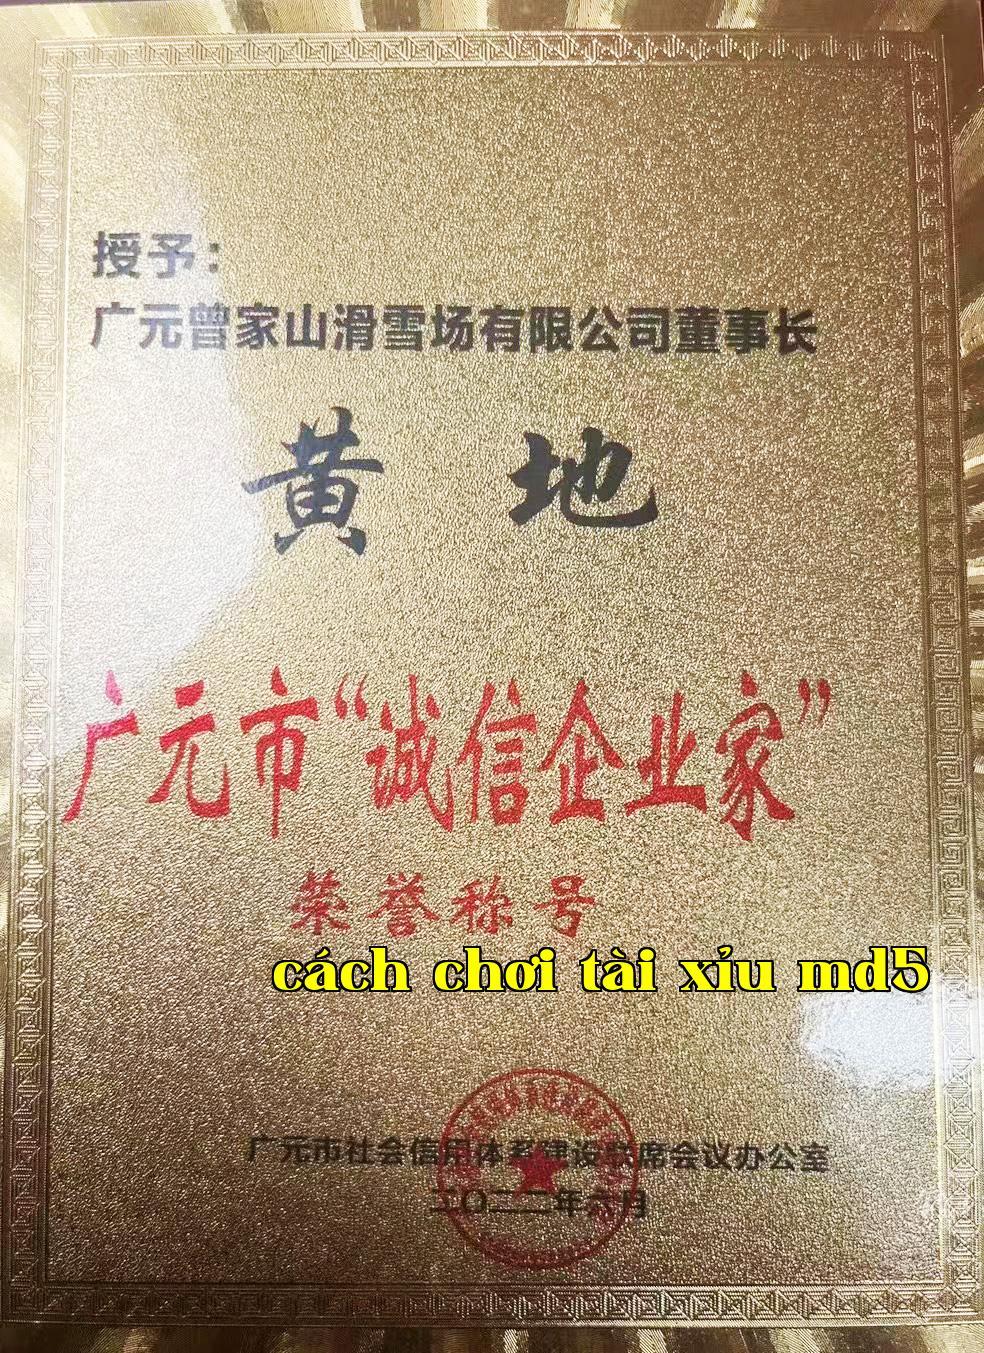 授予：
广元曾家山滑雪场有限公司董事长
黄地
广元市“诚信企业家”
荣誉称号
cách chơi tài xỉu md5
广元市社会信用体系建设联席会议办公室
二〇二二年六月